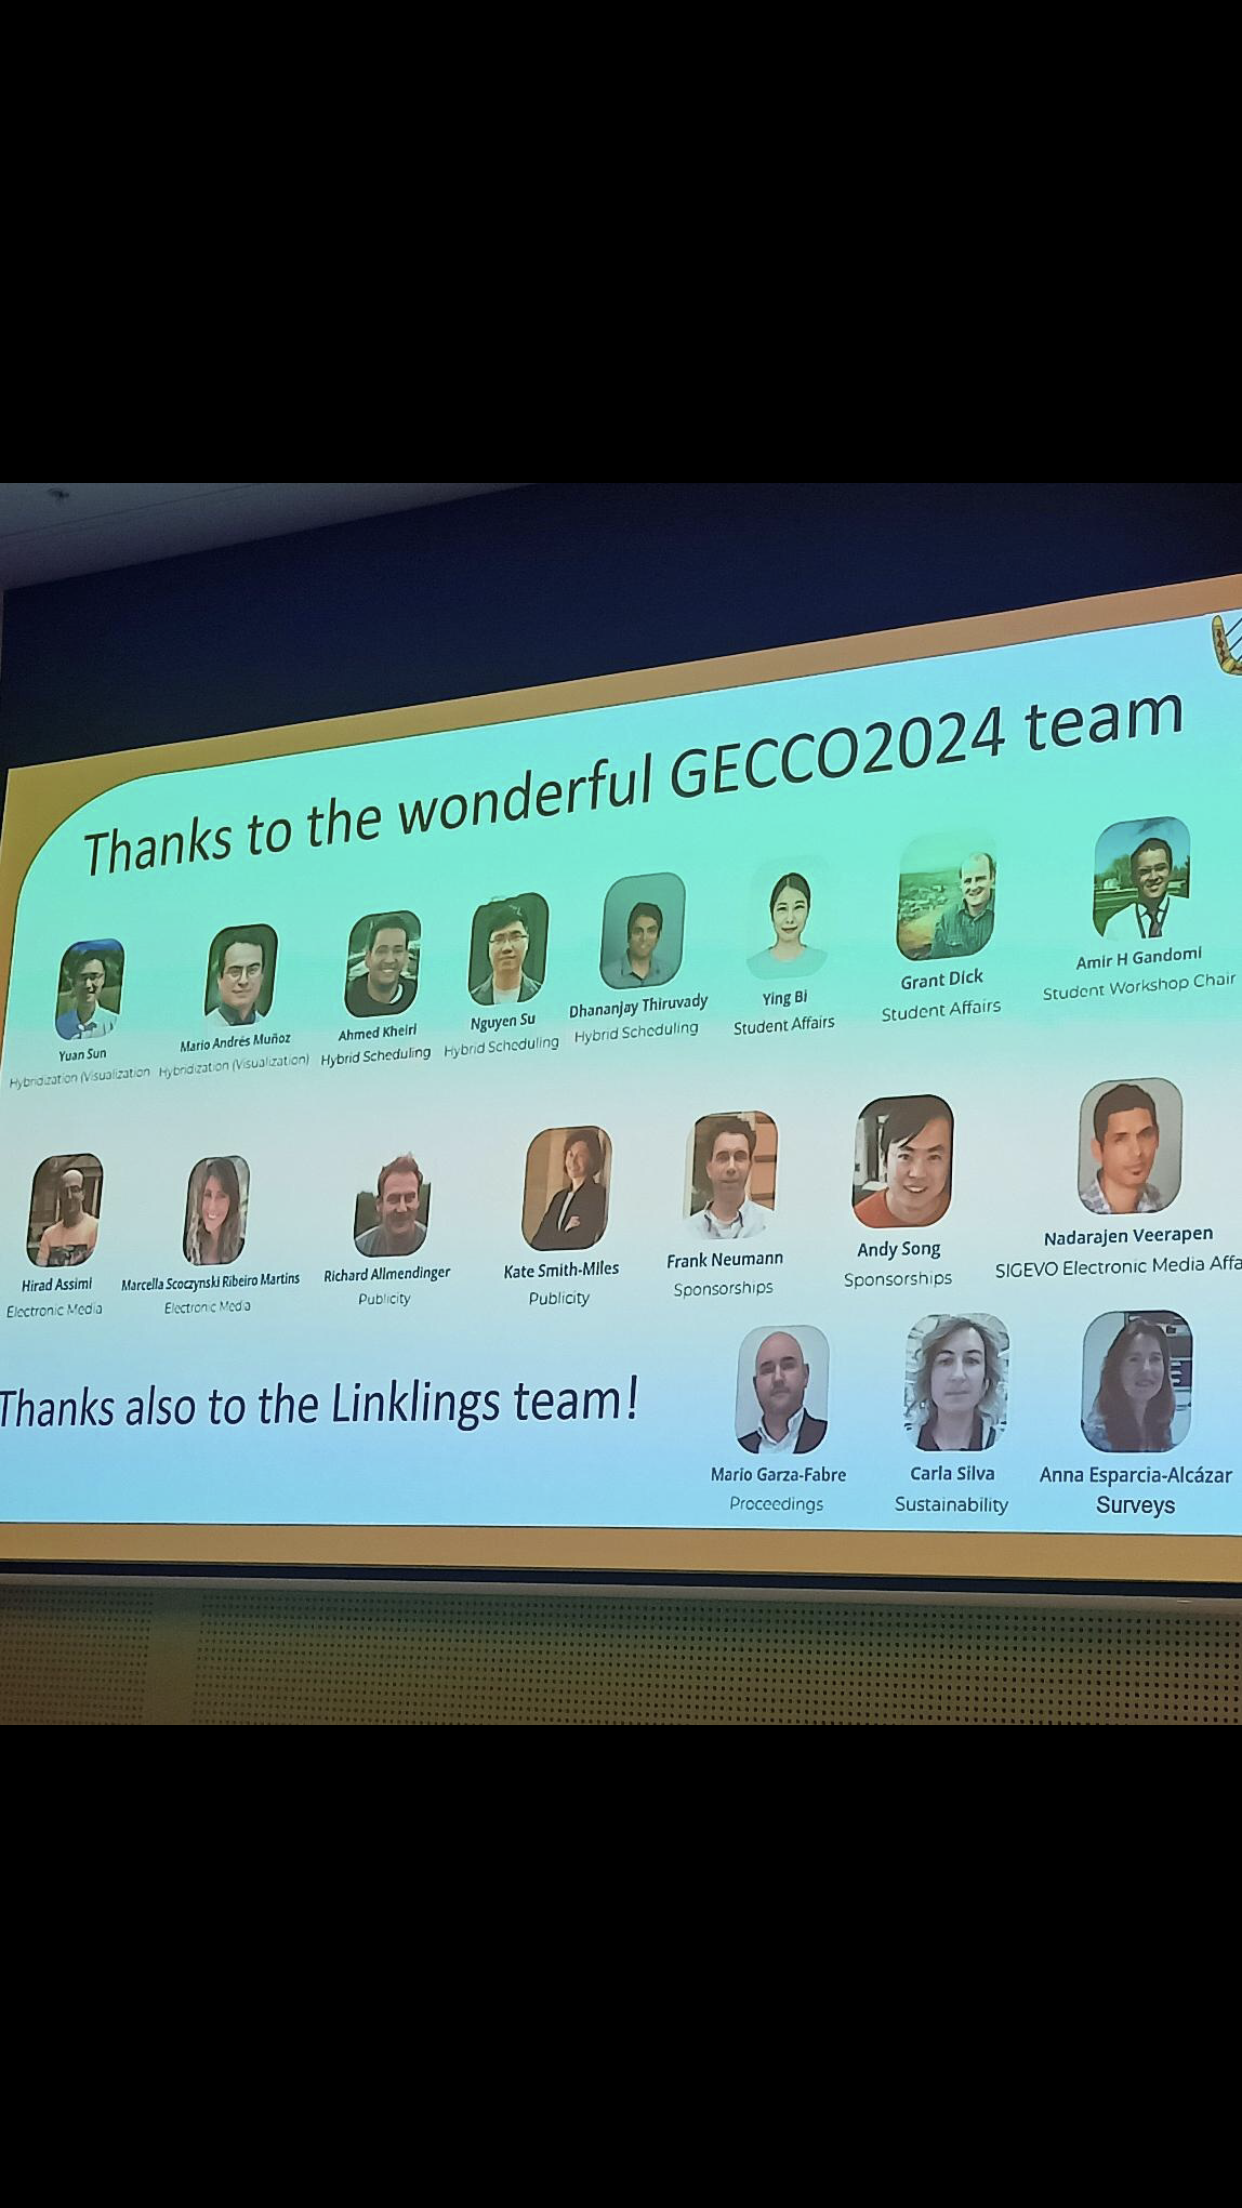 Thanks to the wonderful GECCO2024 team
Yuan Sun
Hybridization (Visualization
Mario Andrés Muñoz
Hybridization (Visualization)
Ahmed Kheiri
Hybrid Scheduling
Nguyen Su
Hybrid Scheduling
Dhananjay Thiruvady
Hybrid Scheduling
Ying Bi
Student Affairs
Grant Dick
Student Affairs
Amir H Gandomi
Student Workshop Chair
Hirad Assimi
Electronic Media
Marcella Scoczynski Ribeiro Martins
Electronic Media
Richard Allmendinger
Publicity
Kate Smith-Miles
Publicity
Frank Neumann
Sponsorships
Andy Song
Sponsorships
Nadarajen Veerapen
SIGEVO Electronic Media Affa
Thanks also to the Linklings team!
Mario Garza-Fabre
Proceedings
Carla Silva
Sustainability
Anna Esparcia-Alcázar
Surveys